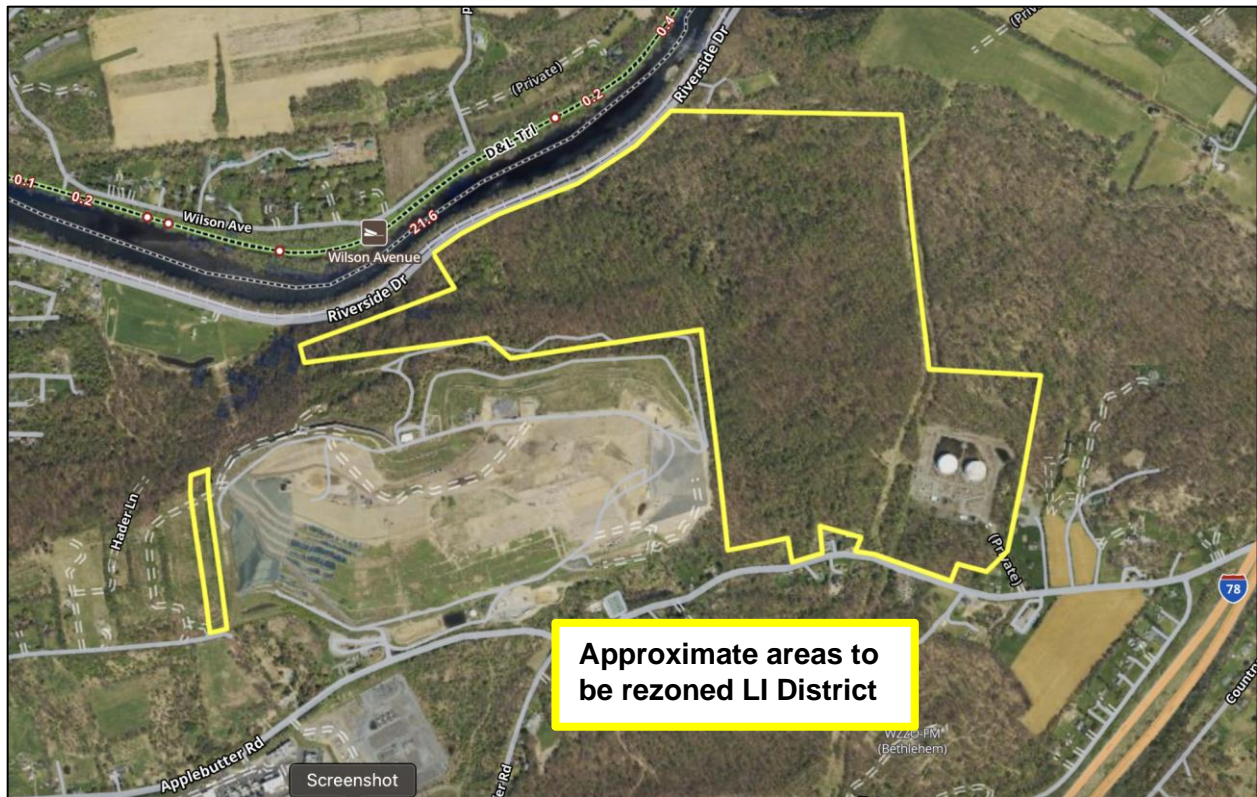 (Private)
0.4
Riverside Dr
0.2
(Private)
D&L Trl
0.1
0.2
Wilson Ave
21.6
Wilson Avenue
Riverside Dr
Hader Ln
(Private)
78
Approximate areas to
be rezoned LI District
WZZO-FM
(Bethlehem)
Applebutter Rd
Screenshot